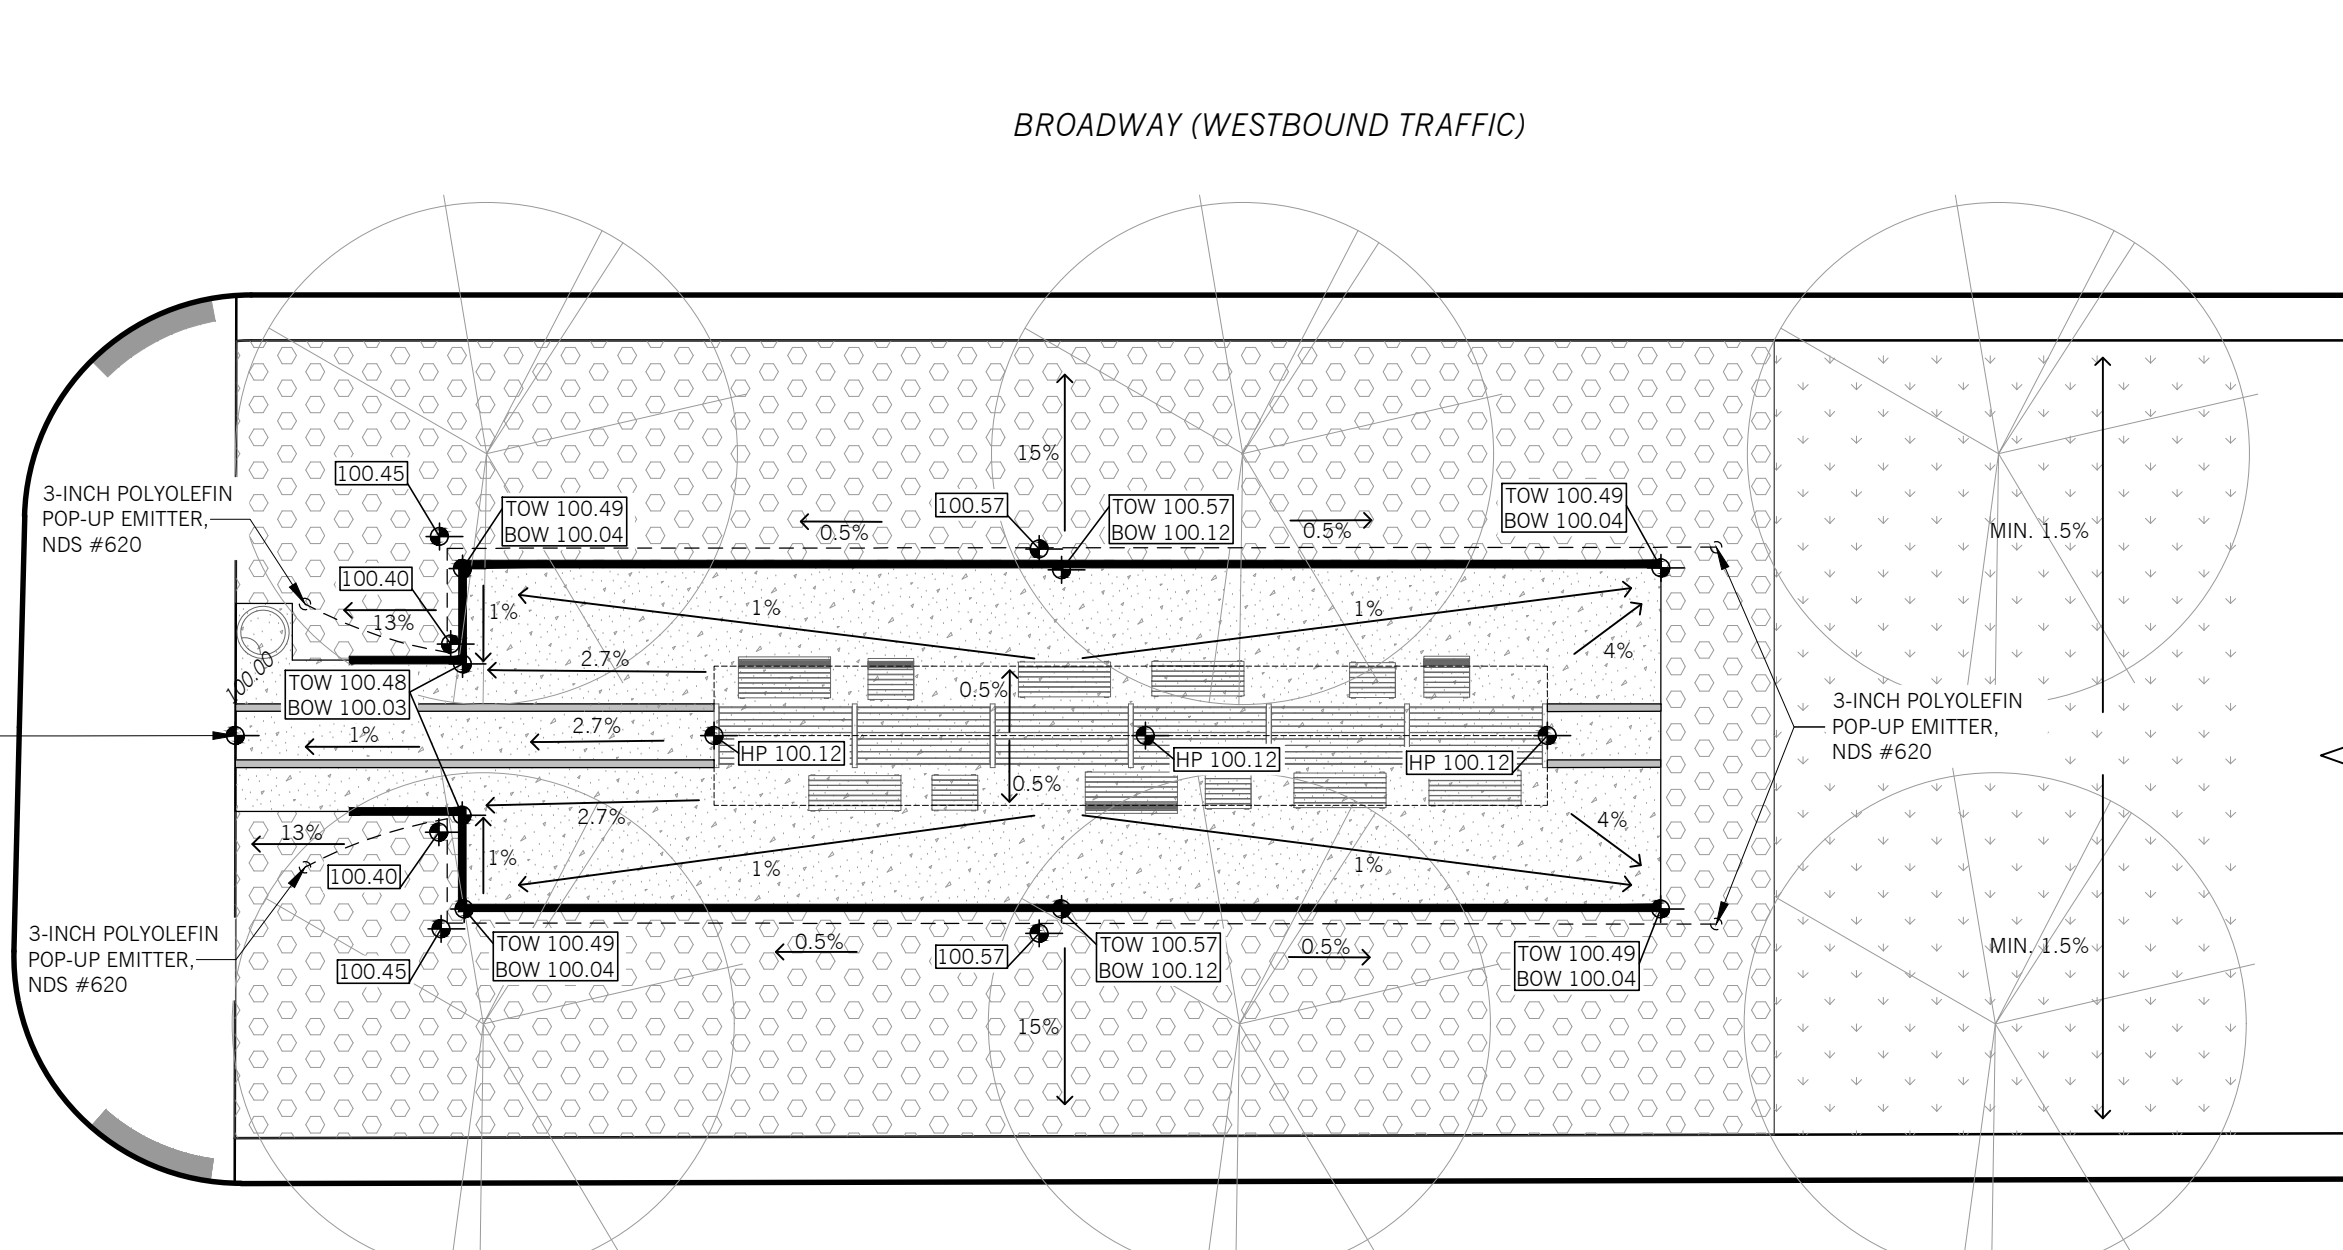 BROADWAY (WESTBOUND TRAFFIC)
100.45
3-INCH POLYOLEFIN
POP-UP EMITTER,
NDS #620
TOW 100.49
BOW 100.04
100.57
TOW 100.57
BOW 100.12
TOW 100.49
BOW 100.04
15%
0.5%
0.5%
MIN. 1.5%
100.40
13%
1%
1%
1%
4%
2.7%
100.00
TOW 100.48
BOW 100.03
0.5%
3-INCH POLYOLEFIN
POP-UP EMITTER,
NDS #620
1%
2.7%
HP 100.12
HP 100.12
HP 100.12
0.5%
2.7%
4%
13%
1%
1%
1%
100.40
3-INCH POLYOLEFIN
POP-UP EMITTER,
NDS #620
100.45
TOW 100.49
BOW 100.04
0.5%
100.57
TOW 100.57
BOW 100.12
0.5%
TOW 100.49
BOW 100.04
MIN. 1.5%
15%